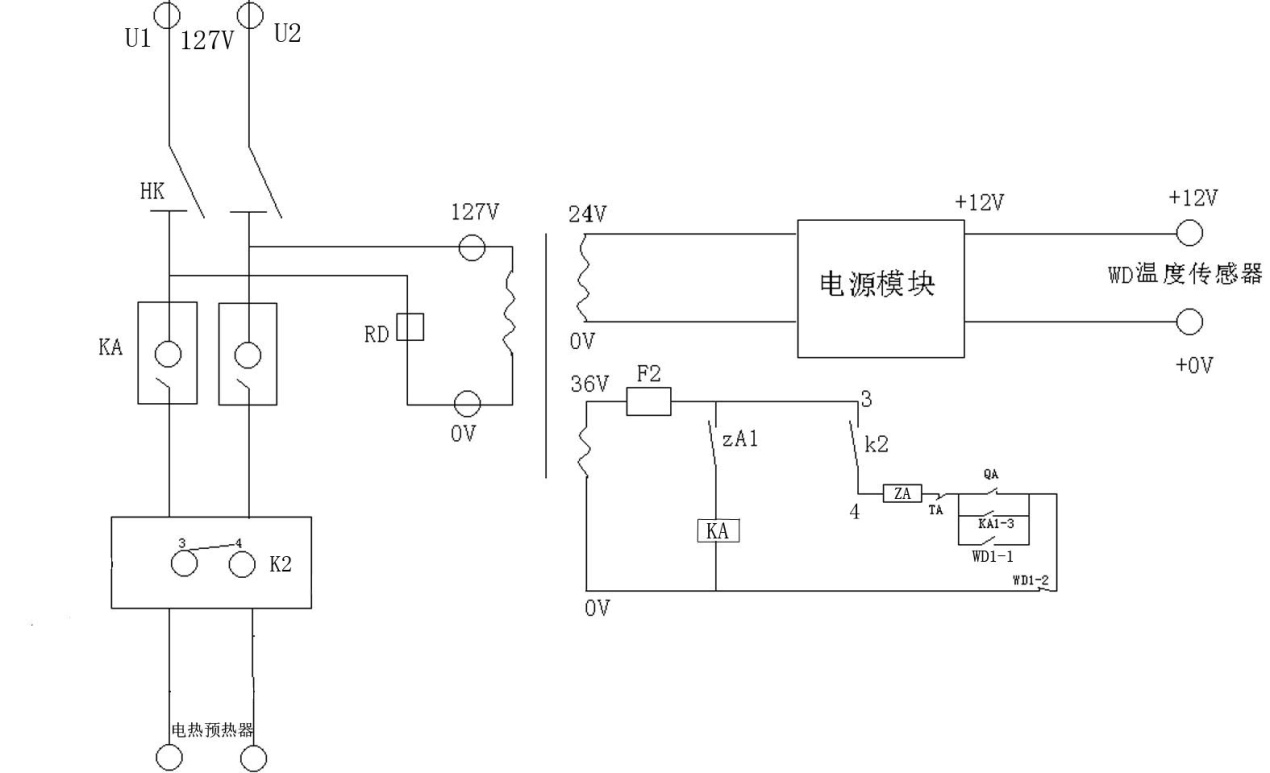 U1 127V U2
HK
127V
24V
+12V
+12V
电源模块
WD温度传感器
KA
RD
0V
0V
+0V
36V
F2
3
zA1
k2
QA
ZA
4
TA
KA1-3
KA
WD1-1
3
4
K2
WD1-2
0V
电热预热器